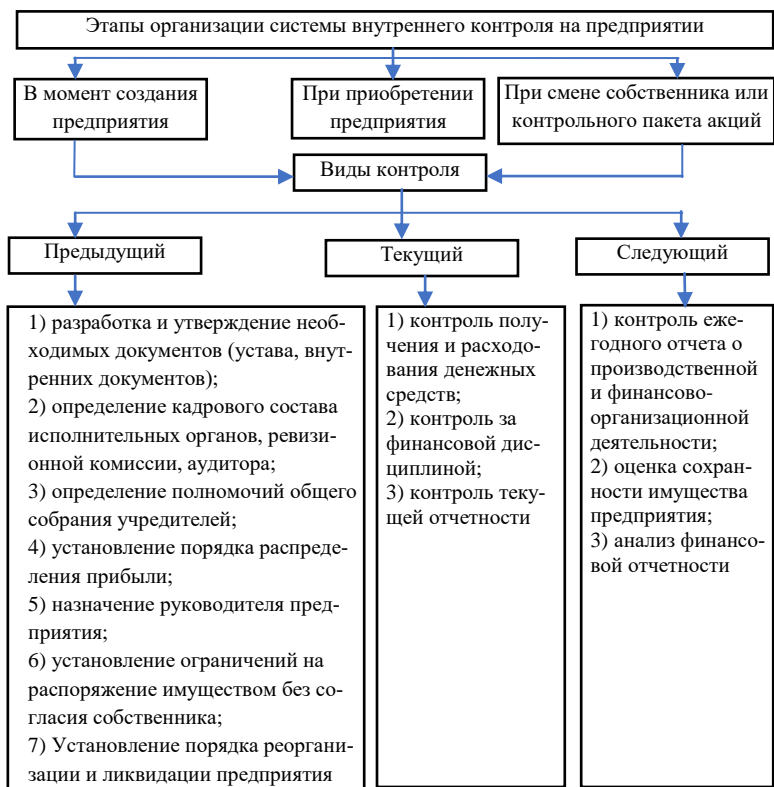 Этапы организации системы внутреннего контроля на предприятии
В момент создания
предприятия
При приобретении
предприятия
При смене собственника или
контрольного пакета акций
Виды контроля
Предыдущий
Текущий
Следующий
1) разработка и утверждение необ-
ходимых документов (устава, внут-
ренних документов);
2) определение кадрового состава
исполнительных органов, ревизи-
онной комиссии, аудитора;
3) определение полномочий общего
собрания учредителей;
4) установление порядка распреде-
ления прибыли;
5) назначение руководителя пред-
приятия;
6) установление ограничений на
распоряжение имуществом без со-
гласия собственника;
7) Установление порядка реоргани-
зации и ликвидации предприятия
1) контроль полу-
чения и расходо-
вания денежных
средств;
2) контроль за
финансовой дис-
циплиной;
3) контроль теку-
щей отчетности
1) контроль еже-
годного отчета о
производственной
и финансово-
организационной
деятельности;
2) оценка сохран-
ности имущества
предприятия;
3) анализ финансо-
вой отчетности